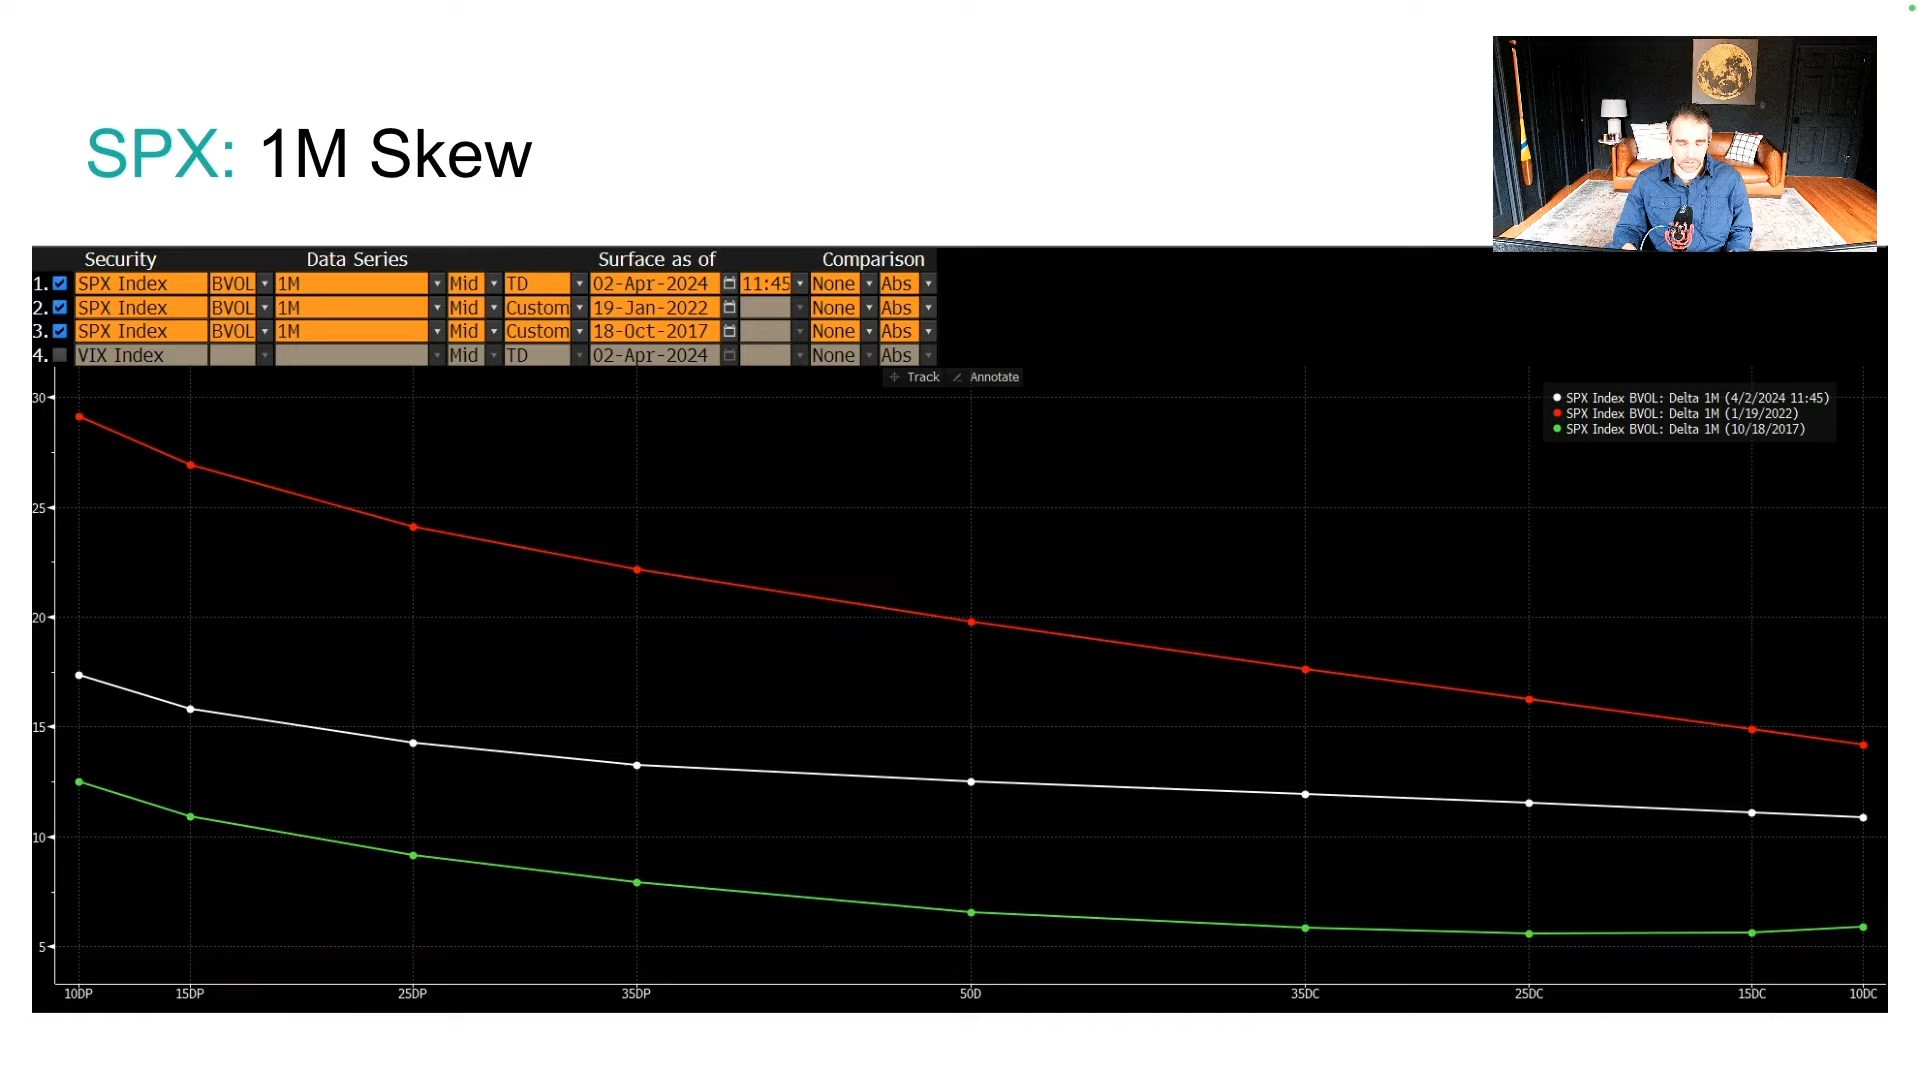 SPX: 1M Skew
Security Data Series Surface as of Comparison
1. SPX Index BVOL 1M Mid TD 02-Apr-2024 11:45 None Abs
2. SPX Index BVOL 1M Mid Custom 19-Jan-2022 None Abs
3. SPX Index BVOL 1M Mid Custom 18-Oct-2017 None Abs
4. VIX Index Mid TD 02-Apr-2024 None Abs
Track Annotate
SPX Index BVOL: Delta 1M (4/2/2024 11:45)
SPX Index BVOL: Delta 1M (1/19/2022)
SPX Index BVOL: Delta 1M (10/18/2017)
30
25
20
15
10
5
10DP 15DP 25DP 35DP 50D 35DC 25DC 15DC 10DC